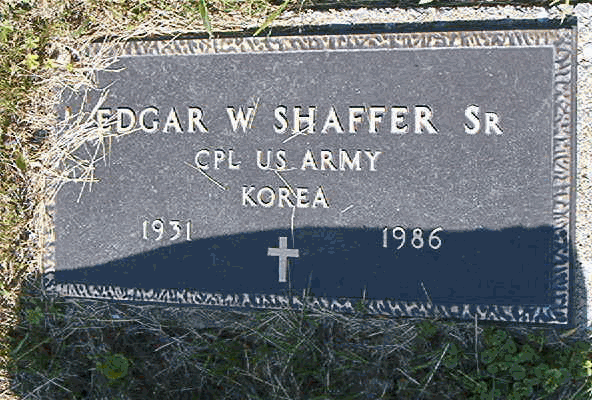 EDGAR W SHAFFER SR
CPL US ARMY
KOREA
1931 1986